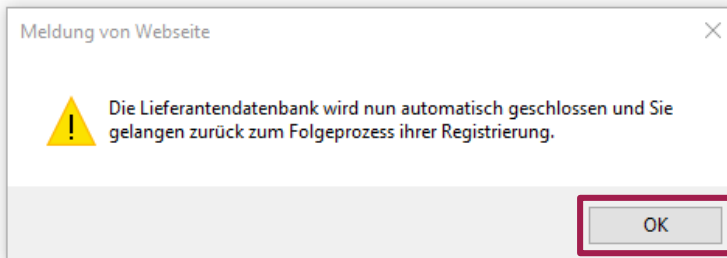 Meldung von Webseite
Die Lieferantendatenbank wird nun automatisch geschlossen und Sie
gelangen zurück zum Folgeprozess ihrer Registrierung.
OK